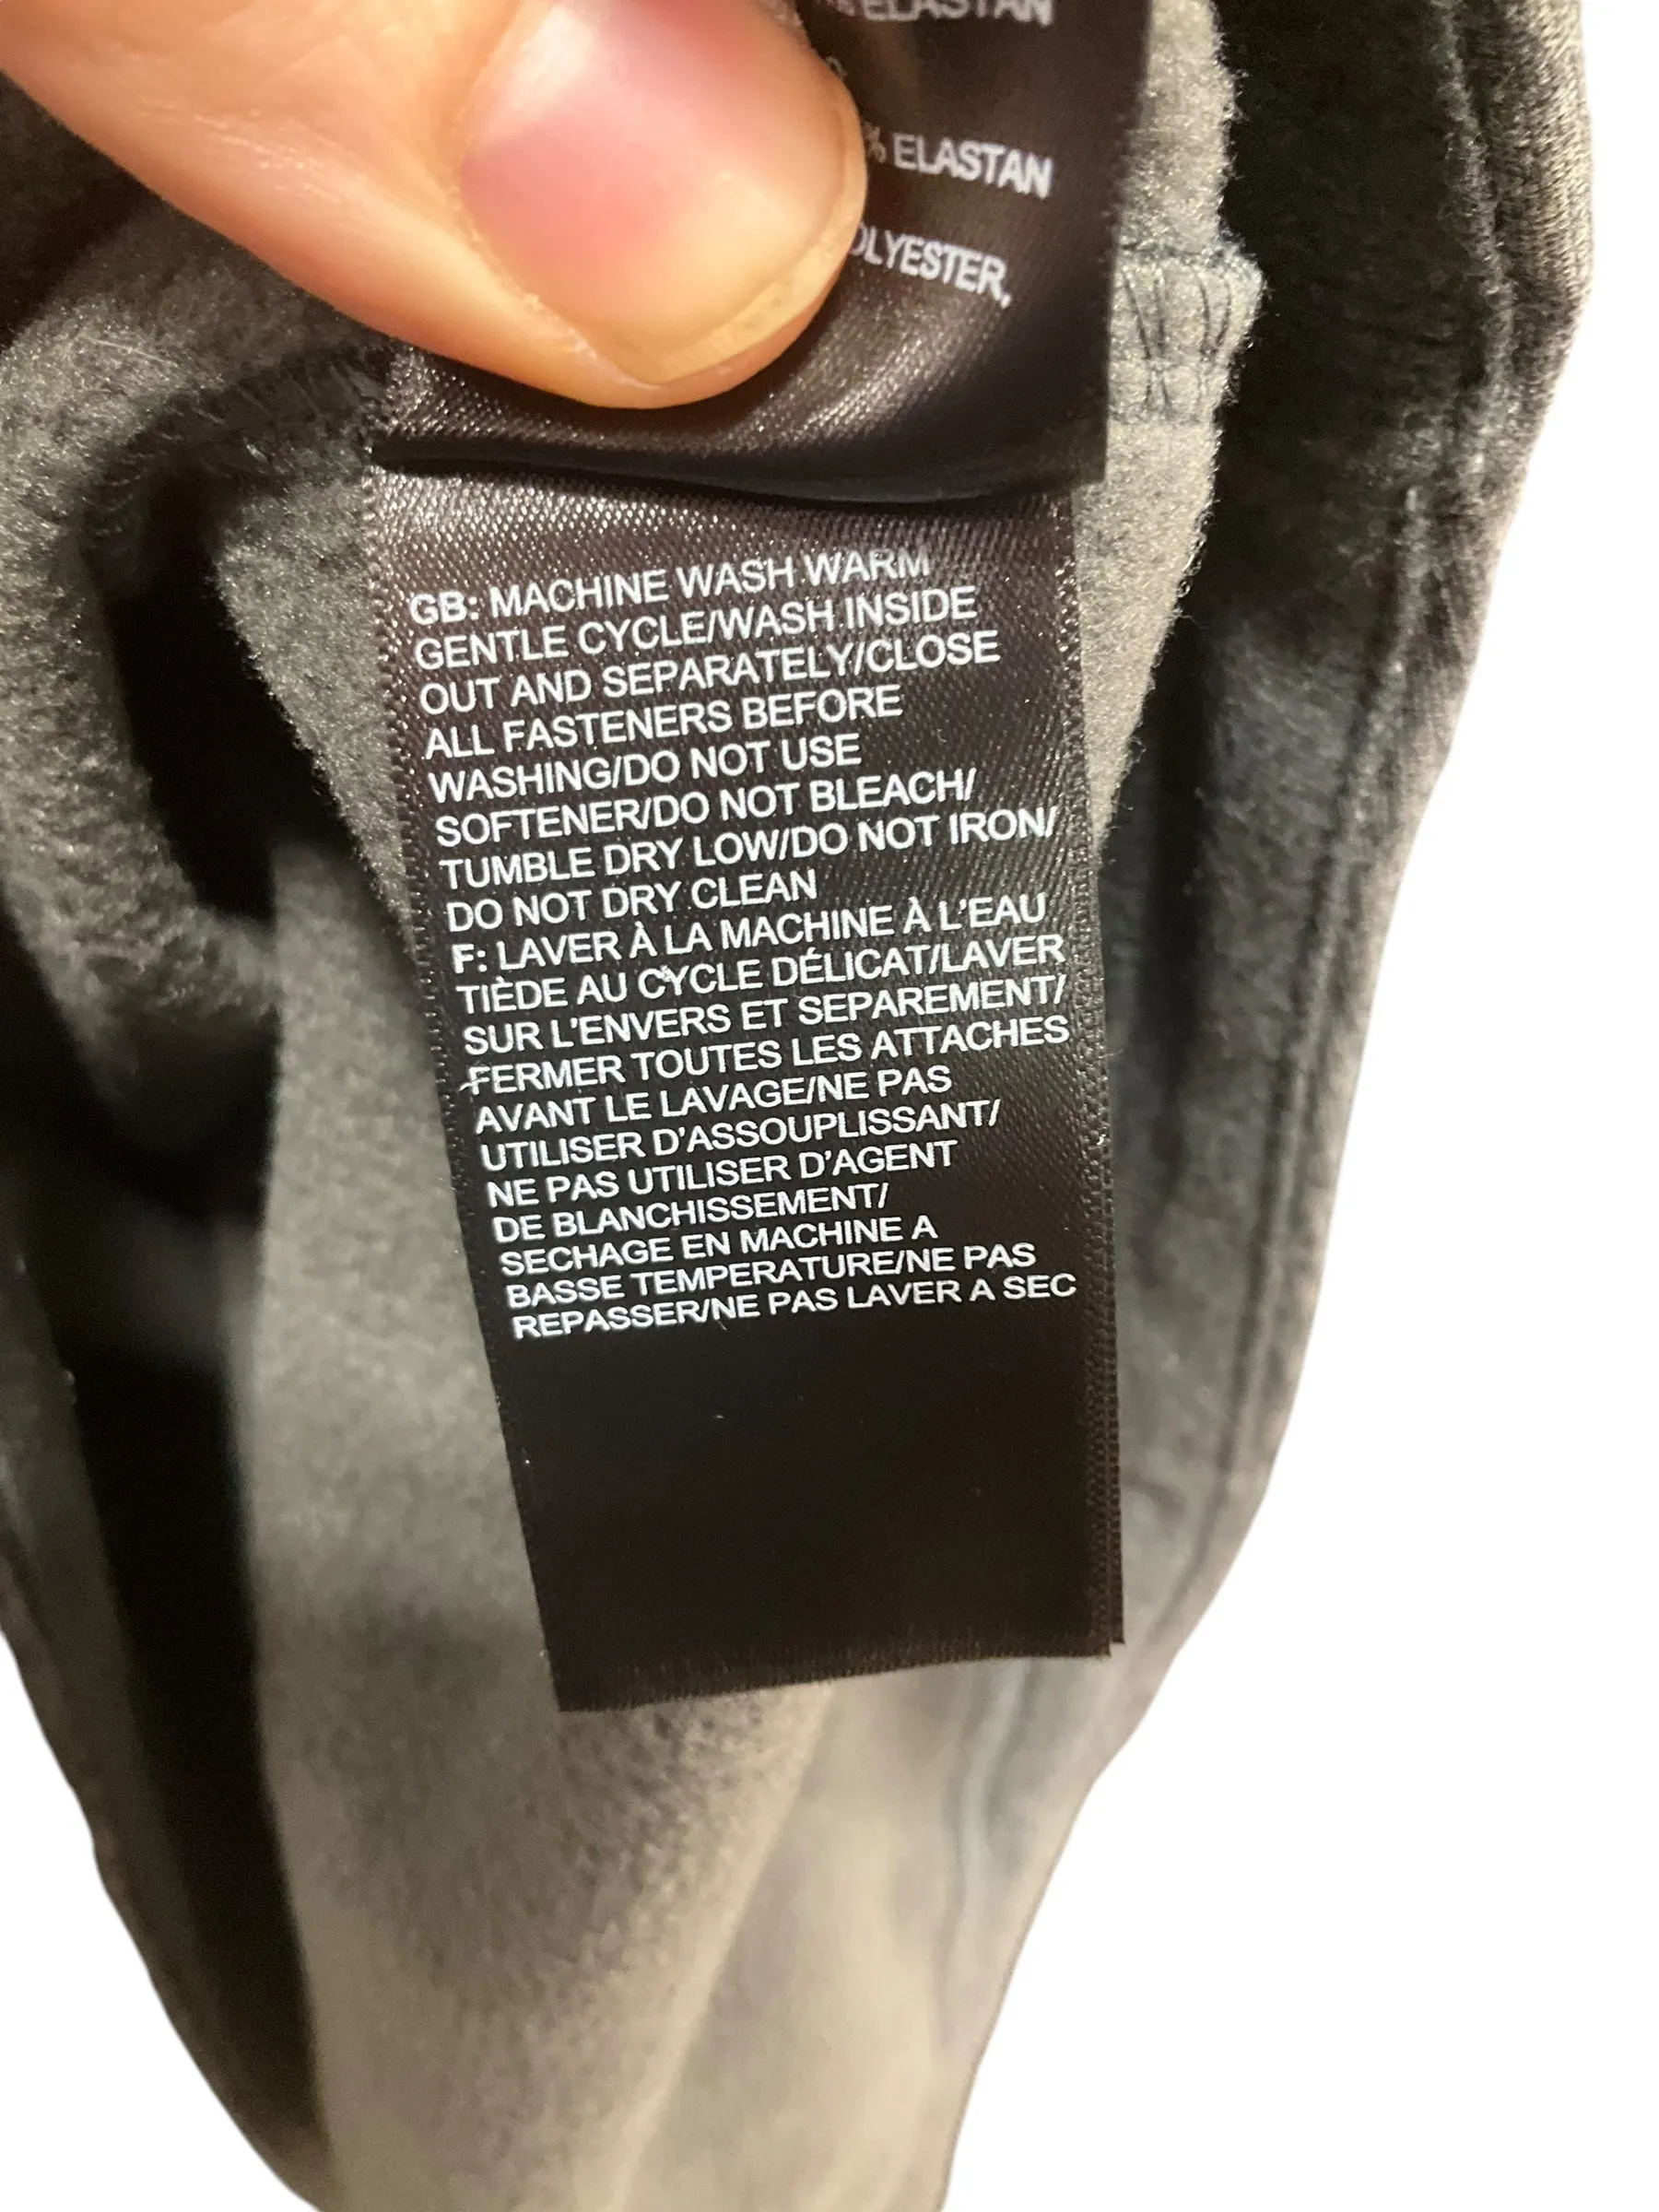 ELASTAN
% ELASTAN
GB: MACHINE WASH WARM
GENTLE CYCLE/WASH INSIDE
OUT AND SEPARATELY/CLOSE
ALL FASTENERS BEFORE
WASHING/DO NOT USE
SOFTENER/DO NOT BLEACH/
TUMBLE DRY LOW/DO NOT IRON/
DO NOT DRY CLEAN
F: LAVER À LA MACHINE À L'EAU
TIÈDE AU CYCLE DÉLICAT/LAVER
SUR L'ENVERS ET SEPAREMENT/
FERMER TOUTES LES ATTACHES
AVANT LE LAVAGE/NE PAS
UTILISER D'ASSOUPLISSANT/
NE PAS UTILISER D'AGENT
DE BLANCHISSEMENT/
SECHAGE EN MACHINE A
BASSE TEMPERATURE/NE PAS
REPASSER/NE PAS LAVER A SEC